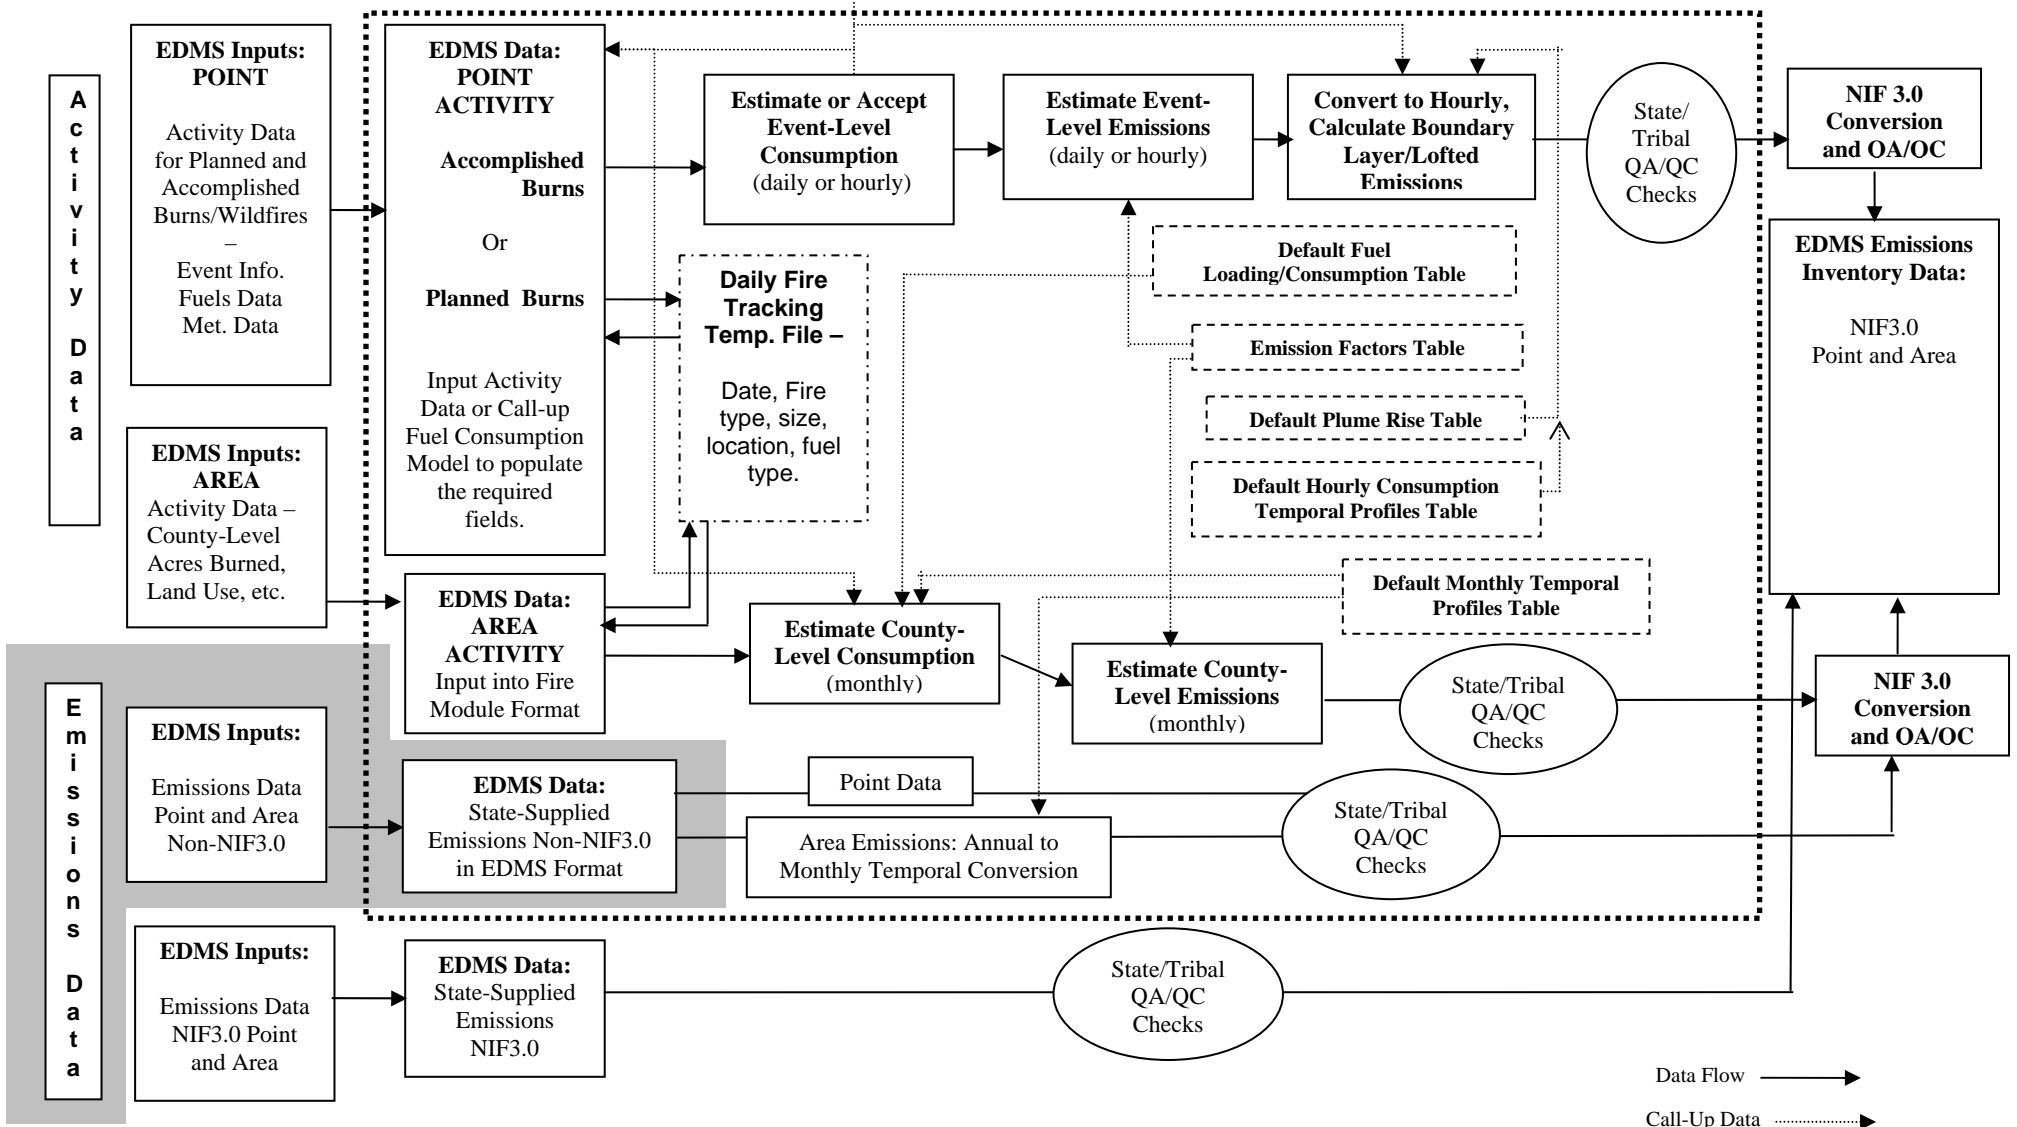 Activity Data
EDMS Inputs:
POINT
Activity Data
for Planned and
Accomplished
Burns/Wildfires
–
Event Info.
Fuels Data
Met. Data
EDMS Data:
POINT
ACTIVITY
Accomplished
Burns
Or
Planned Burns
Input Activity
Data or Call-up
Fuel Consumption
Model to populate
the required
fields.
Estimate or Accept
Event-Level
Consumption
(daily or hourly)
Estimate Event-
Level Emissions
(daily or hourly)
Convert to Hourly,
Calculate Boundary
Layer/Lofted
Emissions
State/
Tribal
QA/QC
Checks
NIF 3.0
Conversion
and QA/QC
EDMS Emissions
Inventory Data:
NIF3.0
Point and Area
Daily Fire
Tracking
Temp. File –
Date, Fire
type, size,
location, fuel
type.
Default Fuel
Loading/Consumption Table
Emission Factors Table
Default Plume Rise Table
Default Hourly Consumption
Temporal Profiles Table
Default Monthly Temporal
Profiles Table
EDMS Inputs:
AREA
Activity Data –
County-Level
Acres Burned,
Land Use, etc.
EDMS Data:
AREA
ACTIVITY
Input into Fire
Module Format
Estimate County-
Level Consumption
(monthly)
Estimate County-
Level Emissions
(monthly)
State/Tribal
QA/QC
Checks
NIF 3.0
Conversion
and QA/QC
Emissions Data
EDMS Inputs:
Emissions Data
Point and Area
Non-NIF3.0
EDMS Data:
State-Supplied
Emissions Non-NIF3.0
in EDMS Format
Point Data
Area Emissions: Annual to
Monthly Temporal Conversion
State/Tribal
QA/QC
Checks
EDMS Inputs:
Emissions Data
NIF3.0 Point
and Area
EDMS Data:
State-Supplied
Emissions
NIF3.0
State/Tribal
QA/QC
Checks
Data Flow
Call-Up Data